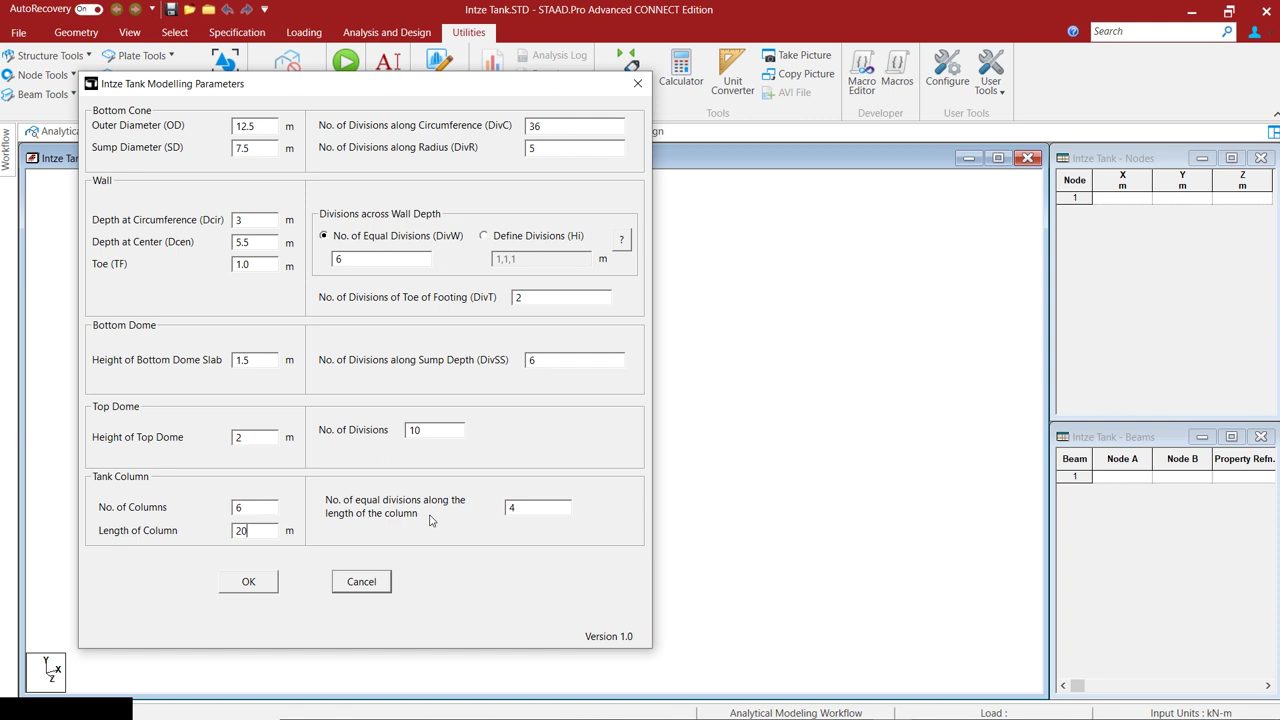 AutoRecovery On
Intze Tank.STD - STAAD.Pro Advanced CONNECT Edition
File Geometry View Select Specification Loading Analysis and Design Utilities
Search
Structure Tools Plate Tools
Node Tools
Beam Tools
Analysis Log
Calculator
Unit Converter
Take Picture
Copy Picture
AVI File
Macro Editor
Macros
Configure
User Tools
Tools
Developer
User Tools
Workflow
Intze Tank Modelling Parameters
Bottom Cone
Outer Diameter (OD) 12.5 m
No. of Divisions along Circumference (DivC) 36
Sump Diameter (SD) 7.5 m
No. of Divisions along Radius (DivR) 5
Wall
Depth at Circumference (Dcir) 3 m
Depth at Center (Dcen) 5.5 m
Toe (TF) 1.0 m
Divisions across Wall Depth
No. of Equal Divisions (DivW) Define Divisions (Hi) ?
6 1,1,1 m
No. of Divisions of Toe of Footing (DivT) 2
Bottom Dome
Height of Bottom Dome Slab 1.5 m
No. of Divisions along Sump Depth (DivSS) 6
Top Dome
Height of Top Dome 2 m
No. of Divisions 10
Tank Column
No. of Columns 6
Length of Column 20 m
No. of equal divisions along the
length of the column 4
OK Cancel
Version 1.0
Y
X
Z
Intze Tank - Nodes
Node X m Y m Z m
1
Intze Tank - Beams
Beam Node A Node B Property Refn.
1
Analytical Modeling Workflow Load : Input Units : kN-m